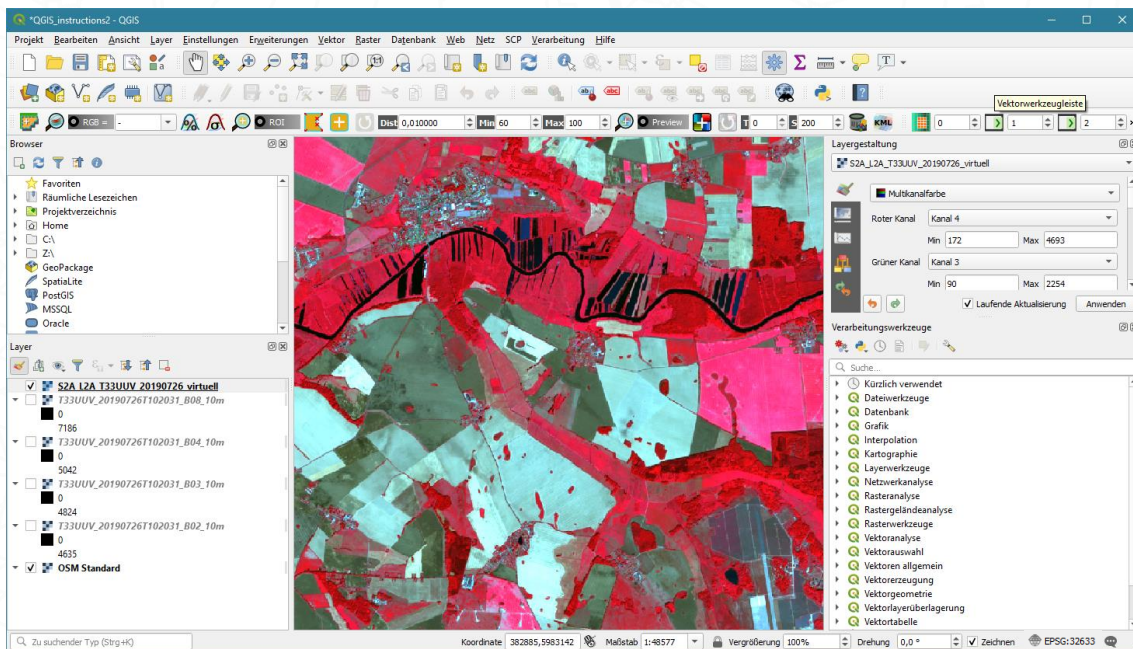 *QGIS_instructions2 - QGIS
Projekt Bearbeiten Ansicht Layer Einstellungen Erweiterungen Vektor Raster Datenbank Web Netz SCP Verarbeitung Hilfe
Vektorwerkzeugleiste
RGB = - ROI Dist 0,010000 Min 60 Max 100 Preview T 0 S 200 KML 0 1 2
Browser
Favoriten
Räumliche Lesezeichen
Projektverzeichnis
Home
C:\
Z:\
GeoPackage
SpatiaLite
PostGIS
MSSQL
Oracle
Layer
S2A_L2A_T33UUV_20190726_virtuell
T33UUV_20190726T102031_B08_10m
0
7186
T33UUV_20190726T102031_B04_10m
0
5042
T33UUV_20190726T102031_B03_10m
0
4824
T33UUV_20190726T102031_B02_10m
0
4635
OSM Standard
Layergestaltung
S2A_L2A_T33UUV_20190726_virtuell
Multikanalfarbe
Roter Kanal Kanal 4
Min 172 Max 4693
Grüner Kanal Kanal 3
Min 90 Max 2254
Laufende Aktualisierung Anwenden
Verarbeitungswerkzeuge
Suche...
Kürzlich verwendet
Dateiwerkzeuge
Datenbank
Grafik
Interpolation
Kartographie
Layerwerkzeuge
Netzwerkanalyse
Rasteranalyse
Rastergeländeanalyse
Rasterwerkzeuge
Vektoranalyse
Vektorauswahl
Vektoren allgemein
Vektorerzeugung
Vektorgeometrie
Vektorlayerüberlagerung
Vektortabelle
Zu suchender Typ (Strg+K) Koordinate 382885,5983142 Maßstab 1:48577 Vergrößerung 100% Drehung 0,0 ° Zeichnen EPSG:32633